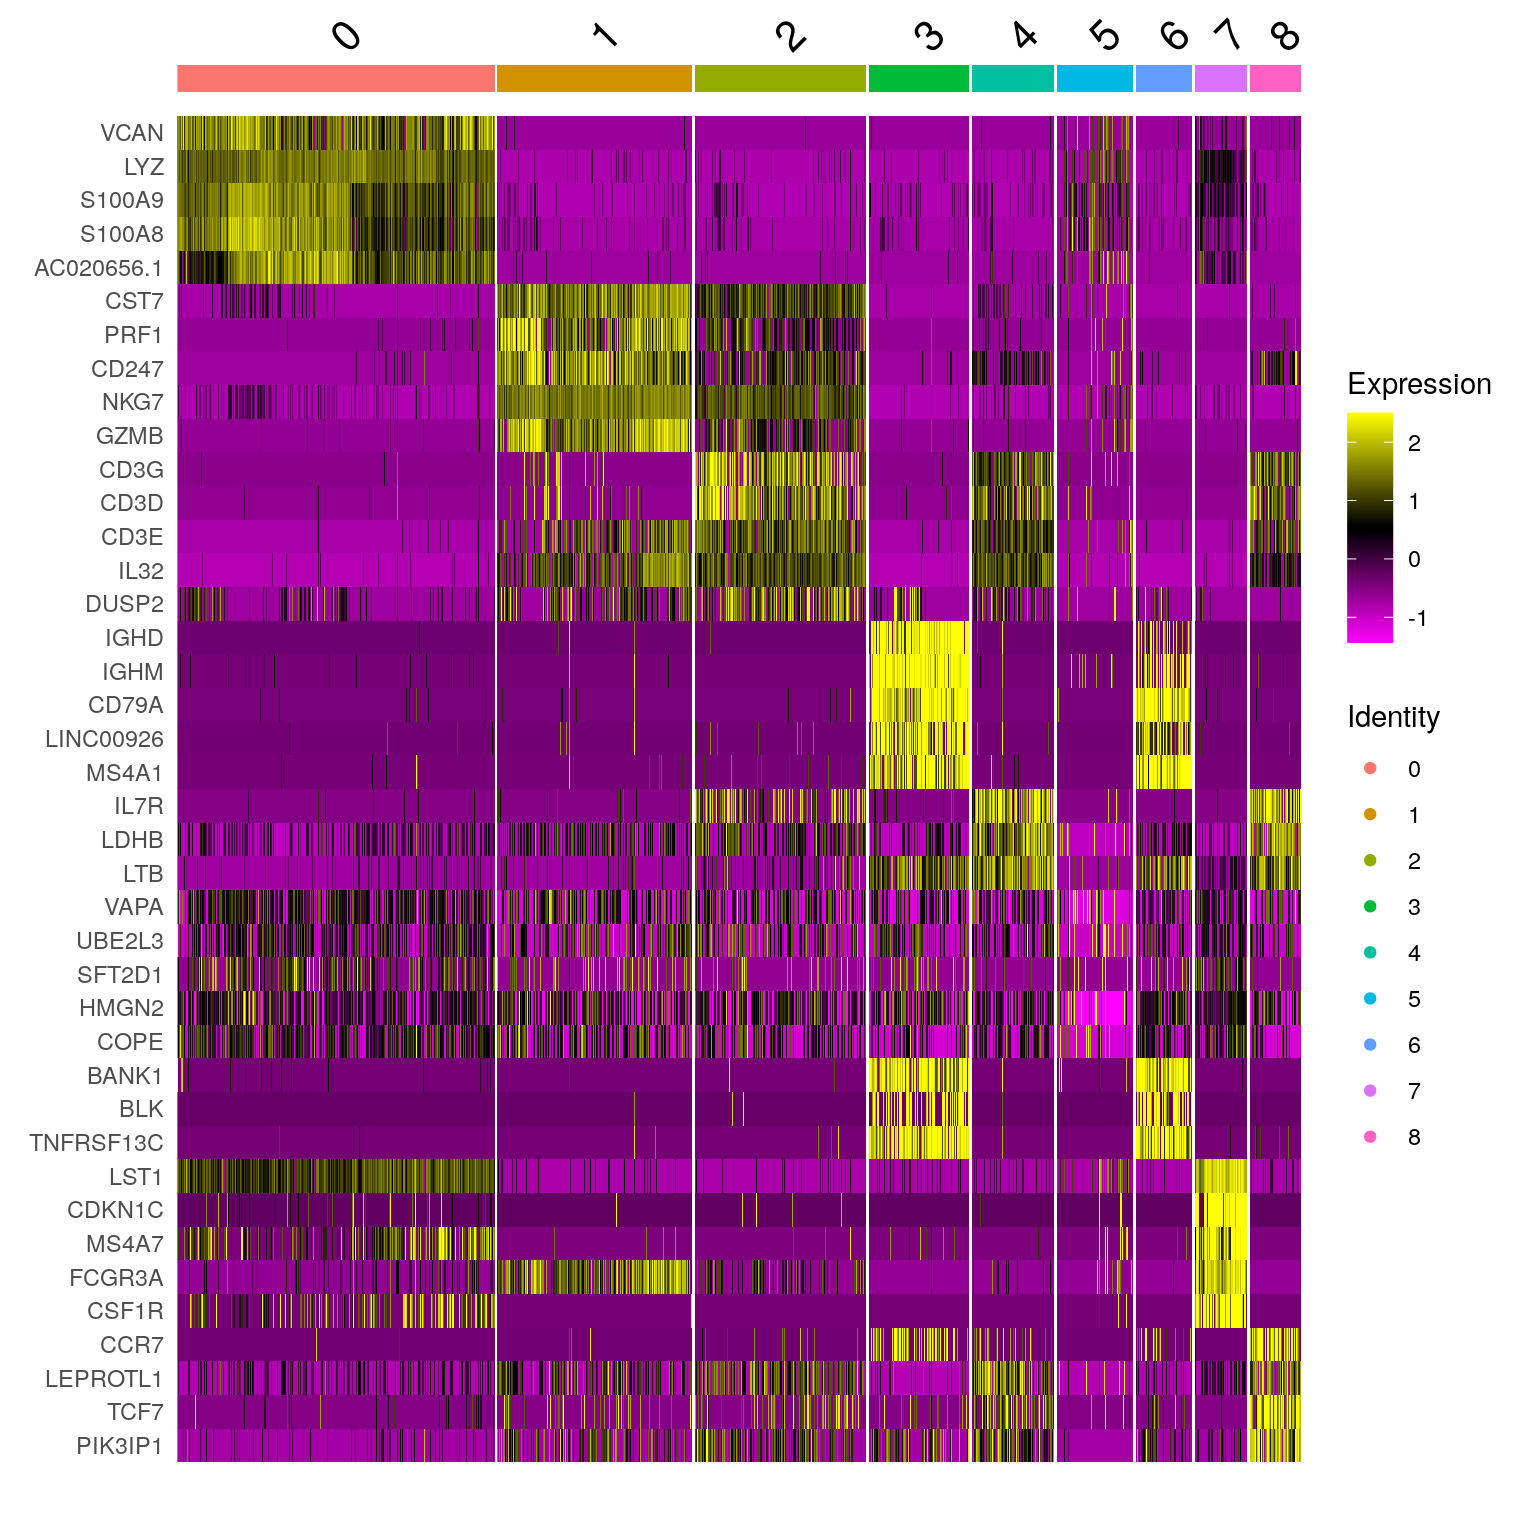 0 1 2 3 4 5 6 7 8
VCAN
LYZ
S100A9
S100A8
AC020656.1
CST7
PRF1
CD247
NKG7
GZMB
CD3G
CD3D
CD3E
IL32
DUSP2
IGHD
IGHM
CD79A
LINC00926
MS4A1
IL7R
LDHB
LTB
VAPA
UBE2L3
SFT2D1
HMGN2
COPE
BANK1
BLK
TNFRSF13C
LST1
CDKN1C
MS4A7
FCGR3A
CSF1R
CCR7
LEPROTL1
TCF7
PIK3IP1
Expression
2
1
0
-1
Identity
0
1
2
3
4
5
6
7
8